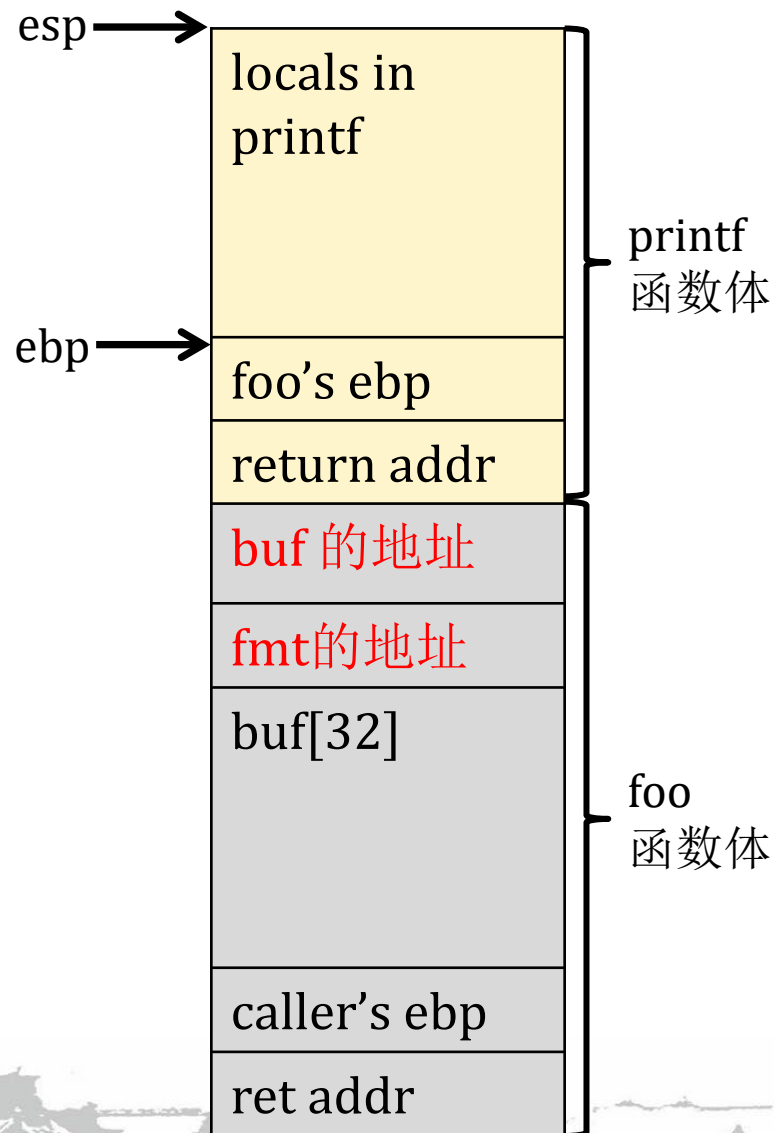 esp
locals in
printf
printf
函数体
ebp
foo’s ebp
return addr
buf 的地址
fmt的地址
buf[32]
foo
函数体
caller’s ebp
ret addr